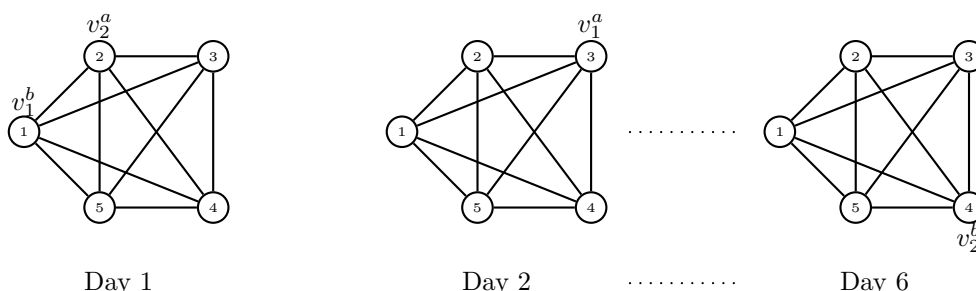 v_2^a
v_1^a
2 3
2 3
2 3
v_1^b
1
1
...........
1
5 4
5 4
5 4
v_2^b
Day 1
Day 2
...........
Day 6